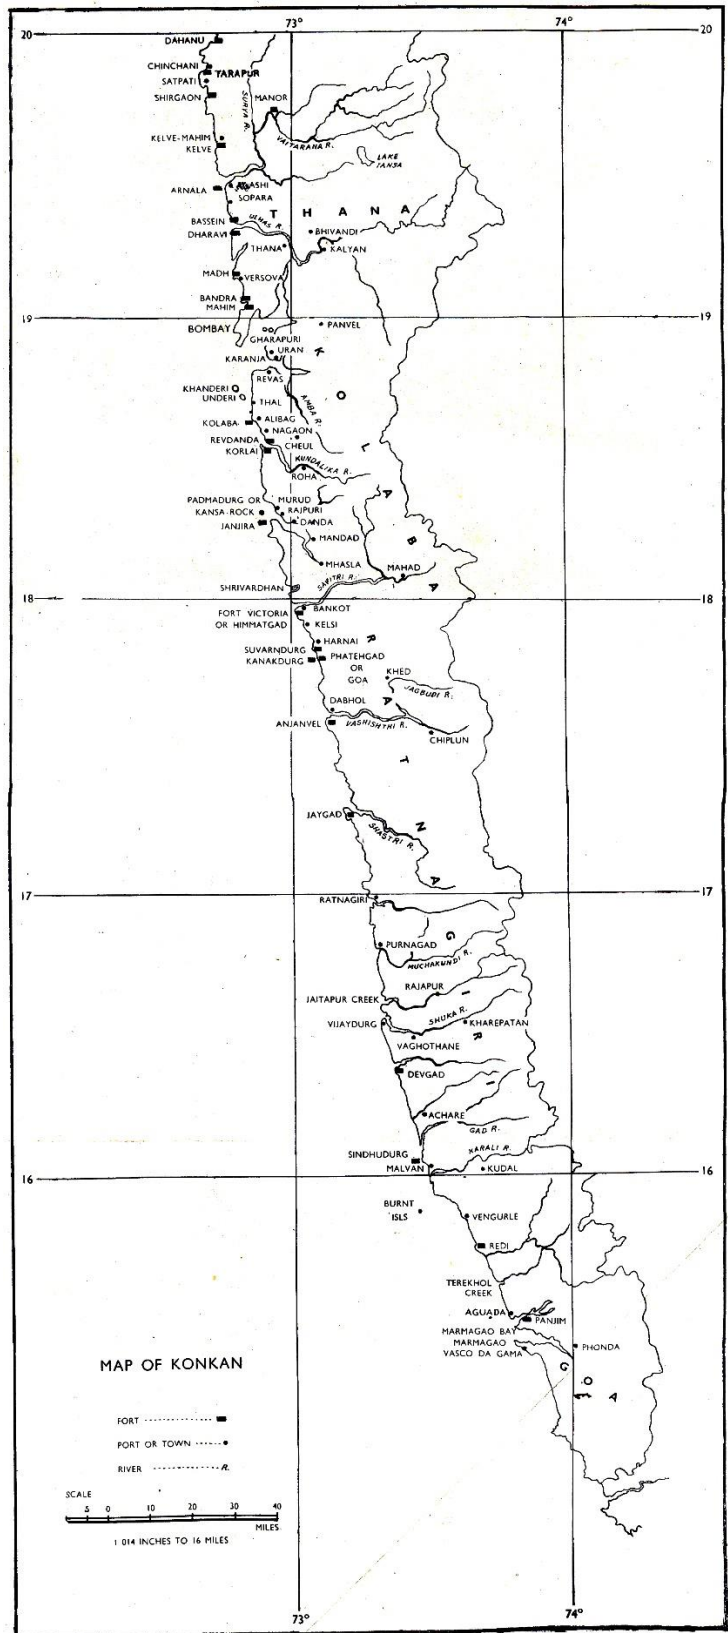 73°
74°
20
20
DAHANU
CHINCHANI
TARAPUR
SATPATI
SHIRGAON
SURYA R.
MANOR
VAITARANA R.
KELVE-MAHIM
KELVE
LAKE
TANSA
ARNALA
SOPARA
THANA
BASSEIN
ULHAS R.
DHARAVI
BHIVANDI
THANA
KALYAN
MADH
VERSOVA
BANDRA
MAHIM
19
19
BOMBAY
PANVEL
GHARAPURI
URAN
KARANJA
KOLABA
REVAS
KHANDERI
UNDERI
THAL
AMBA R.
KOLABA
ALIBAG
NAGAON
REVDANDA
CHEUL
KORLAI
KUNDALIKA R.
ROHA
PADMADURG OR
KANSA-ROCK
MURUD
RAJPURI
JANJIRA
DANDA
MANDAD
MHASLA
MAHAD
SHRIVARDHAN
SAVITRI R.
18
18
BANKOT
FORT VICTORIA
OR HIMMATGAD
KELSI
HARNAI
SUVARNDURG
KANAKDURG
PHATEHGAD
OR
GOA
RATNAGIRI
KHED
JAGBUDI R.
DABHOL
ANJANVEL
VASHISHTRI R.
CHIPLUN
JAYGAD
SHASTRI R.
17
17
RATNAGIRI
PURNAGAD
MUCHAKUNDI R.
RAJAPUR
JAITAPUR CREEK
SHUKA R.
VIJAYDURG
KHAREPATAN
VAGHOTHANE
DEVGAD
ACHARE
GAD R.
KARALI R.
SINDHUDURG
MALVAN
KUDAL
16
15
BURNT
ISLS
VENGURLE
REDI
TEREKHOL
CREEK
AGUADA
PANJIM
MARMAGAO BAY
MARMAGAO
VASCO DA GAMA
PHONDA
GOA
MAP OF KONKAN
FORT
PORT OR TOWN
RIVER R.
SCALE
5 0 10 20 30 40
MILES
1 014 INCHES TO 16 MILES
73°
74°